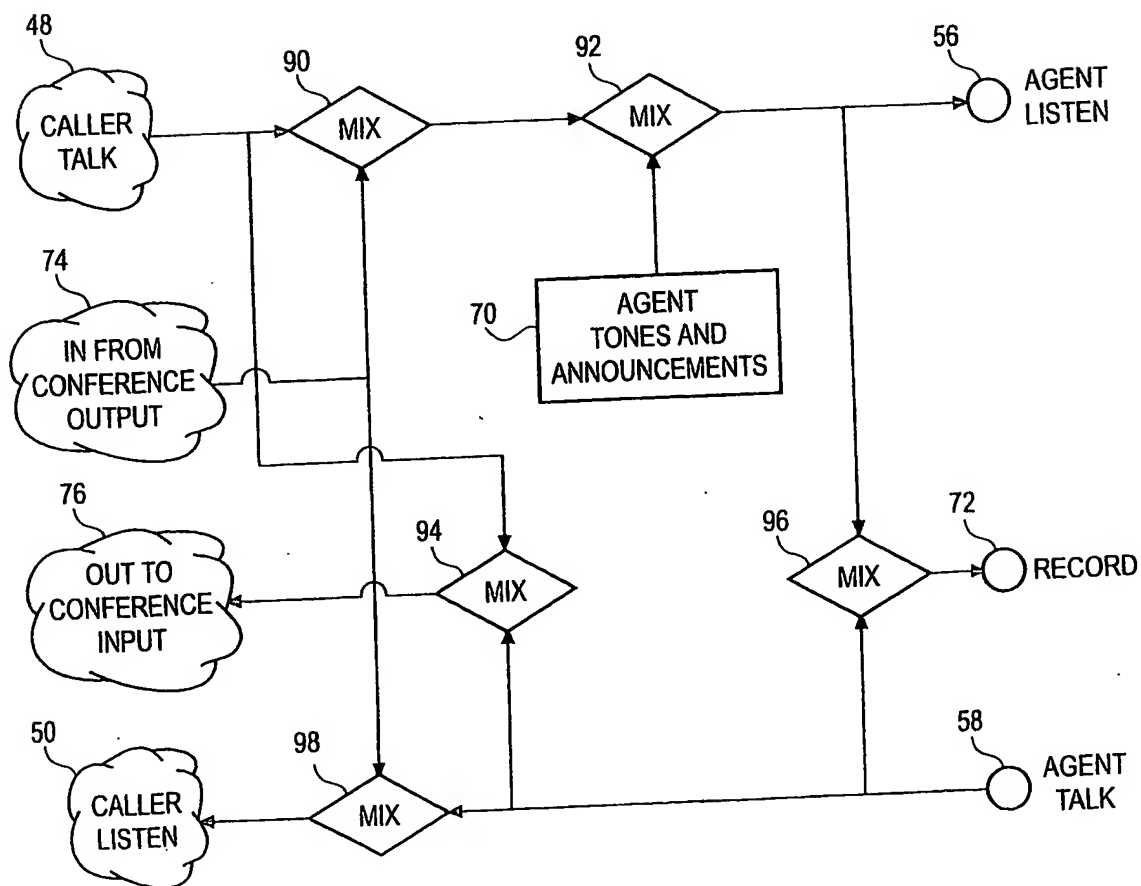 48
CALLER
TALK
90
MIX
92
MIX
56
AGENT
LISTEN
74
IN FROM
CONFERENCE
OUTPUT
70
AGENT
TONES AND
ANNOUNCEMENTS
76
OUT TO
CONFERENCE
INPUT
94
MIX
96
MIX
72
RECORD
50
CALLER
LISTEN
98
MIX
58
AGENT
TALK